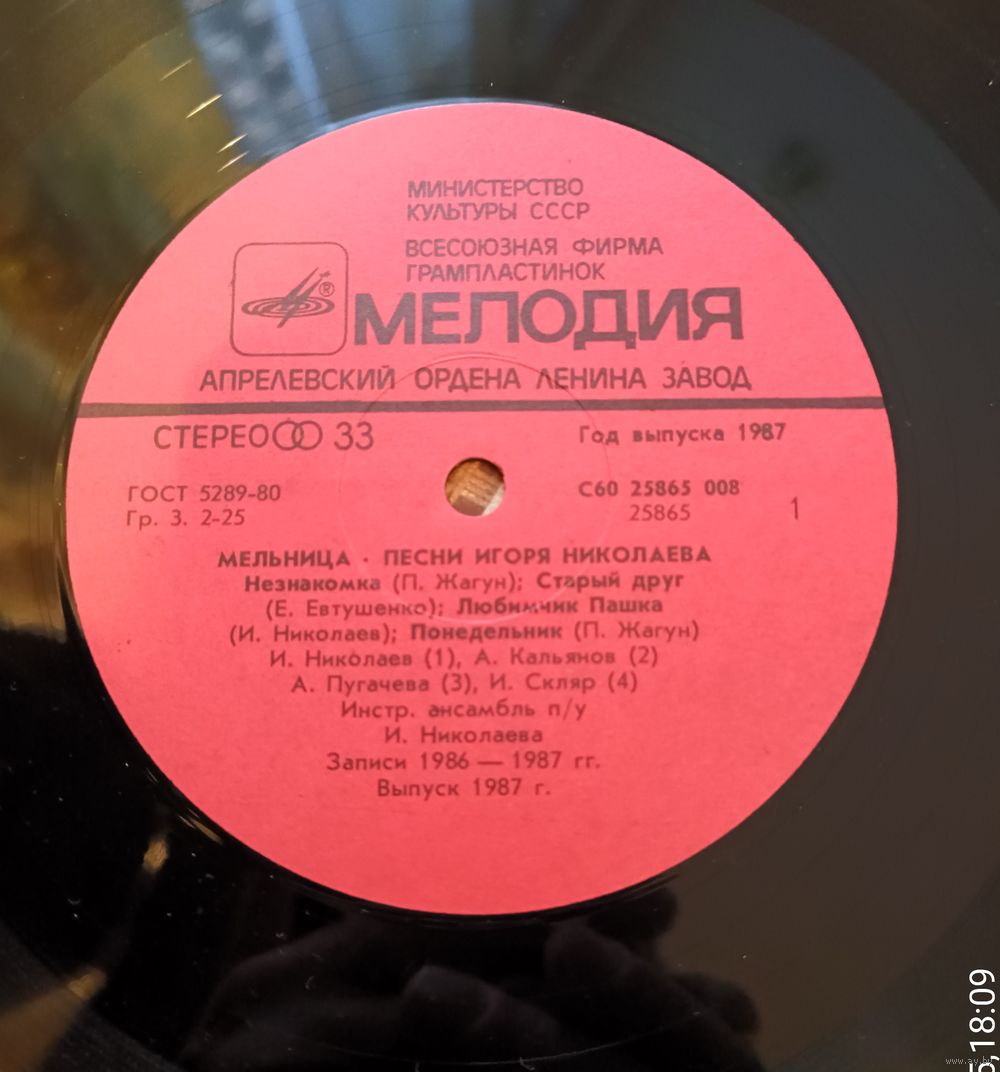 МИНИСТЕРСТВО
КУЛЬТУРЫ СССР
ВСЕСОЮЗНАЯ ФИРМА
ГРАМПЛАСТИНОК
®
МЕЛОДИЯ
АПРЕЛЕВСКИЙ ОРДЕНА ЛЕНИНА ЗАВОД
СТЕРЕО 33
Год выпуска 1987
ГОСТ 5289-80
Гр. 3. 2-25
С60 25865 008
25865
1
МЕЛЬНИЦА · ПЕСНИ ИГОРЯ НИКОЛАЕВА
Незнакомка (П. Жагун); Старый друг
(Е. Евтушенко); Любимчик Пашка
(И. Николаев); Понедельник (П. Жагун)
И. Николаев (1), А. Кальянов (2)
А. Пугачева (3), И. Скляр (4)
Инстр. ансамбль п/у
И. Николаева
Записи 1986 — 1987 гг.
Выпуск 1987 г.
5,18:09